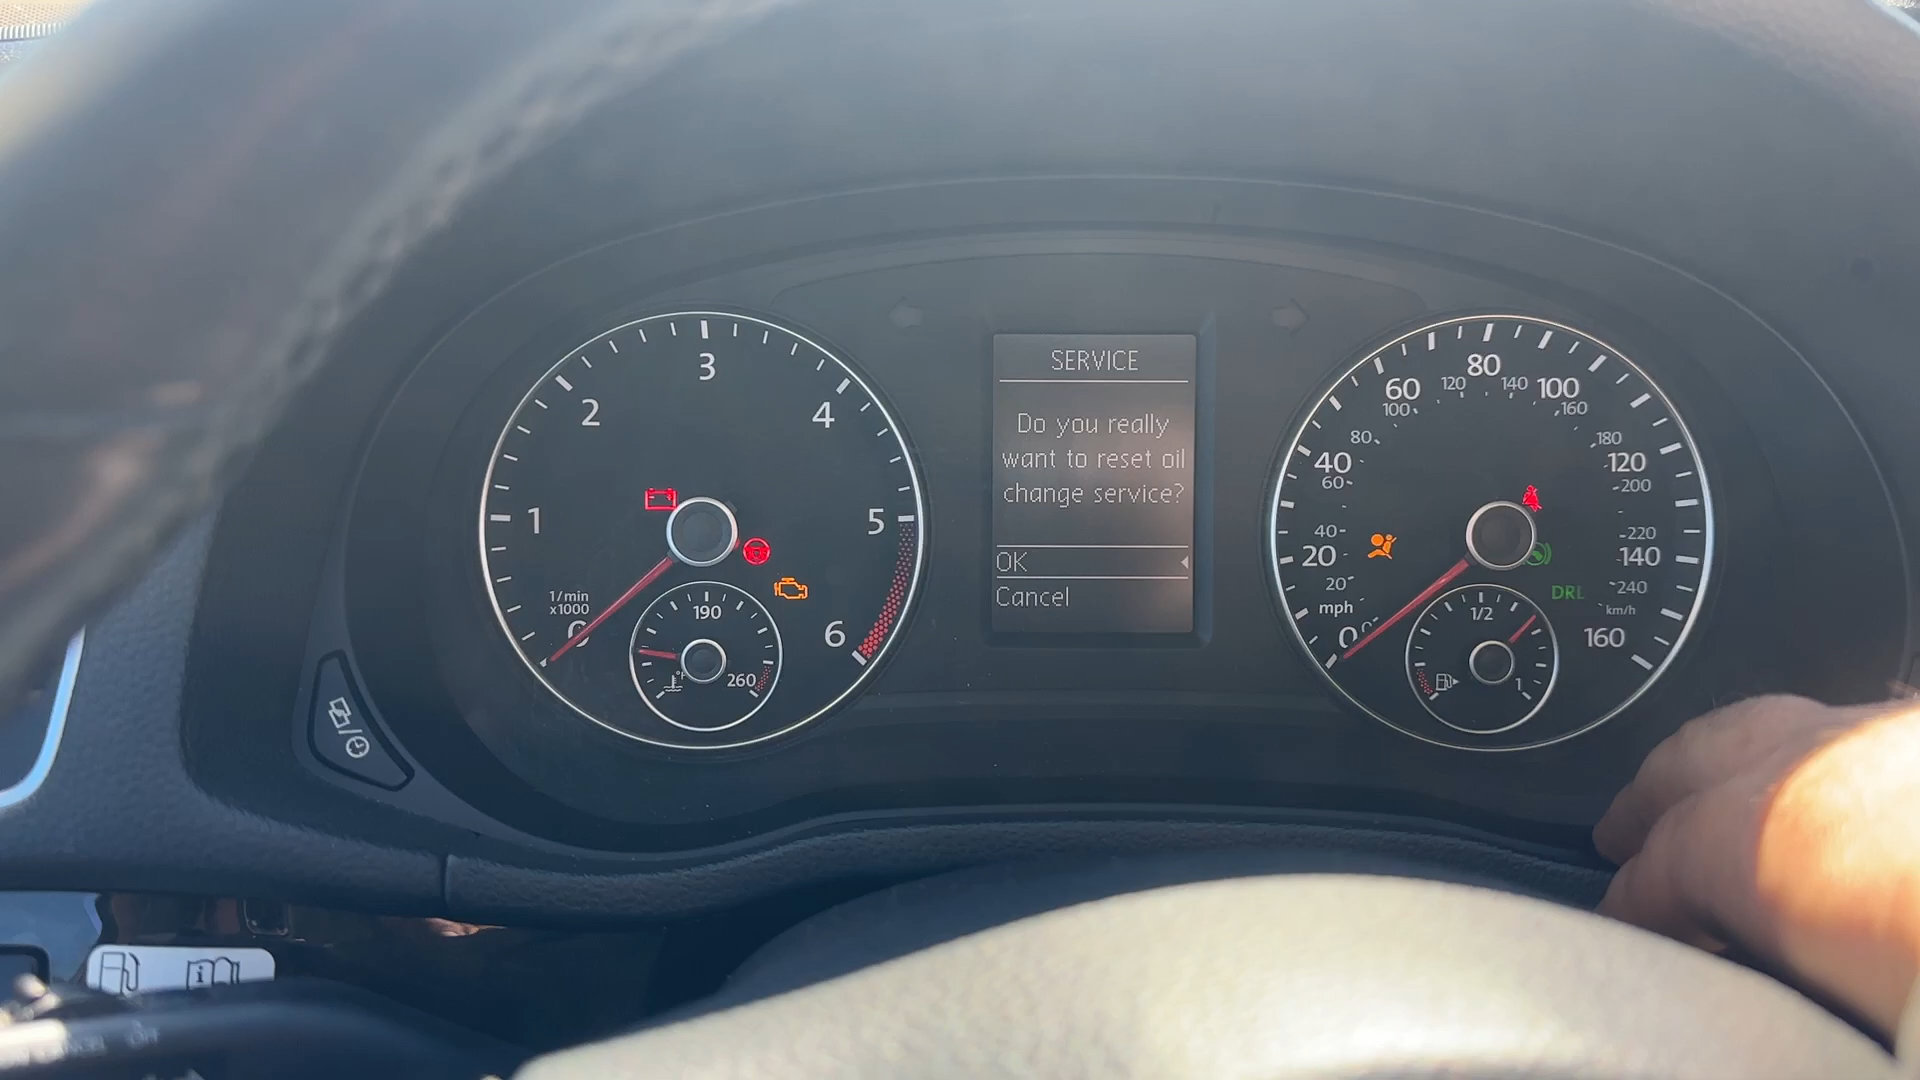 SERVICE
Do you really
want to reset oil
change service?
OK
Cancel
0
1
2
3
4
5
6
1/min
x1000
190
260
°F
0
20
40
60
80
100
120
140
160
mph
20
40
60
80
100
120
140
160
180
200
220
240
km/h
1/2
1
DRL